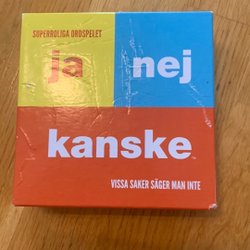 SUPERROLIGA ORDSPELET
ja nej
kanske
VISSA SAKER SÄGER MAN INTE